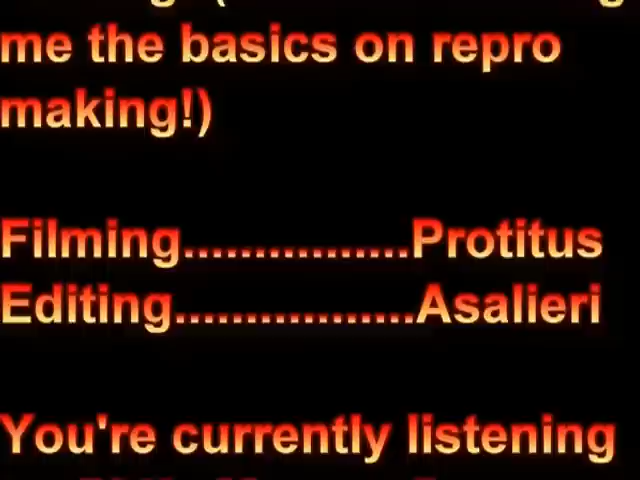 me the basics on repro
making!)
Filming................Protitus
Editing.................Asalieri
You're currently listening